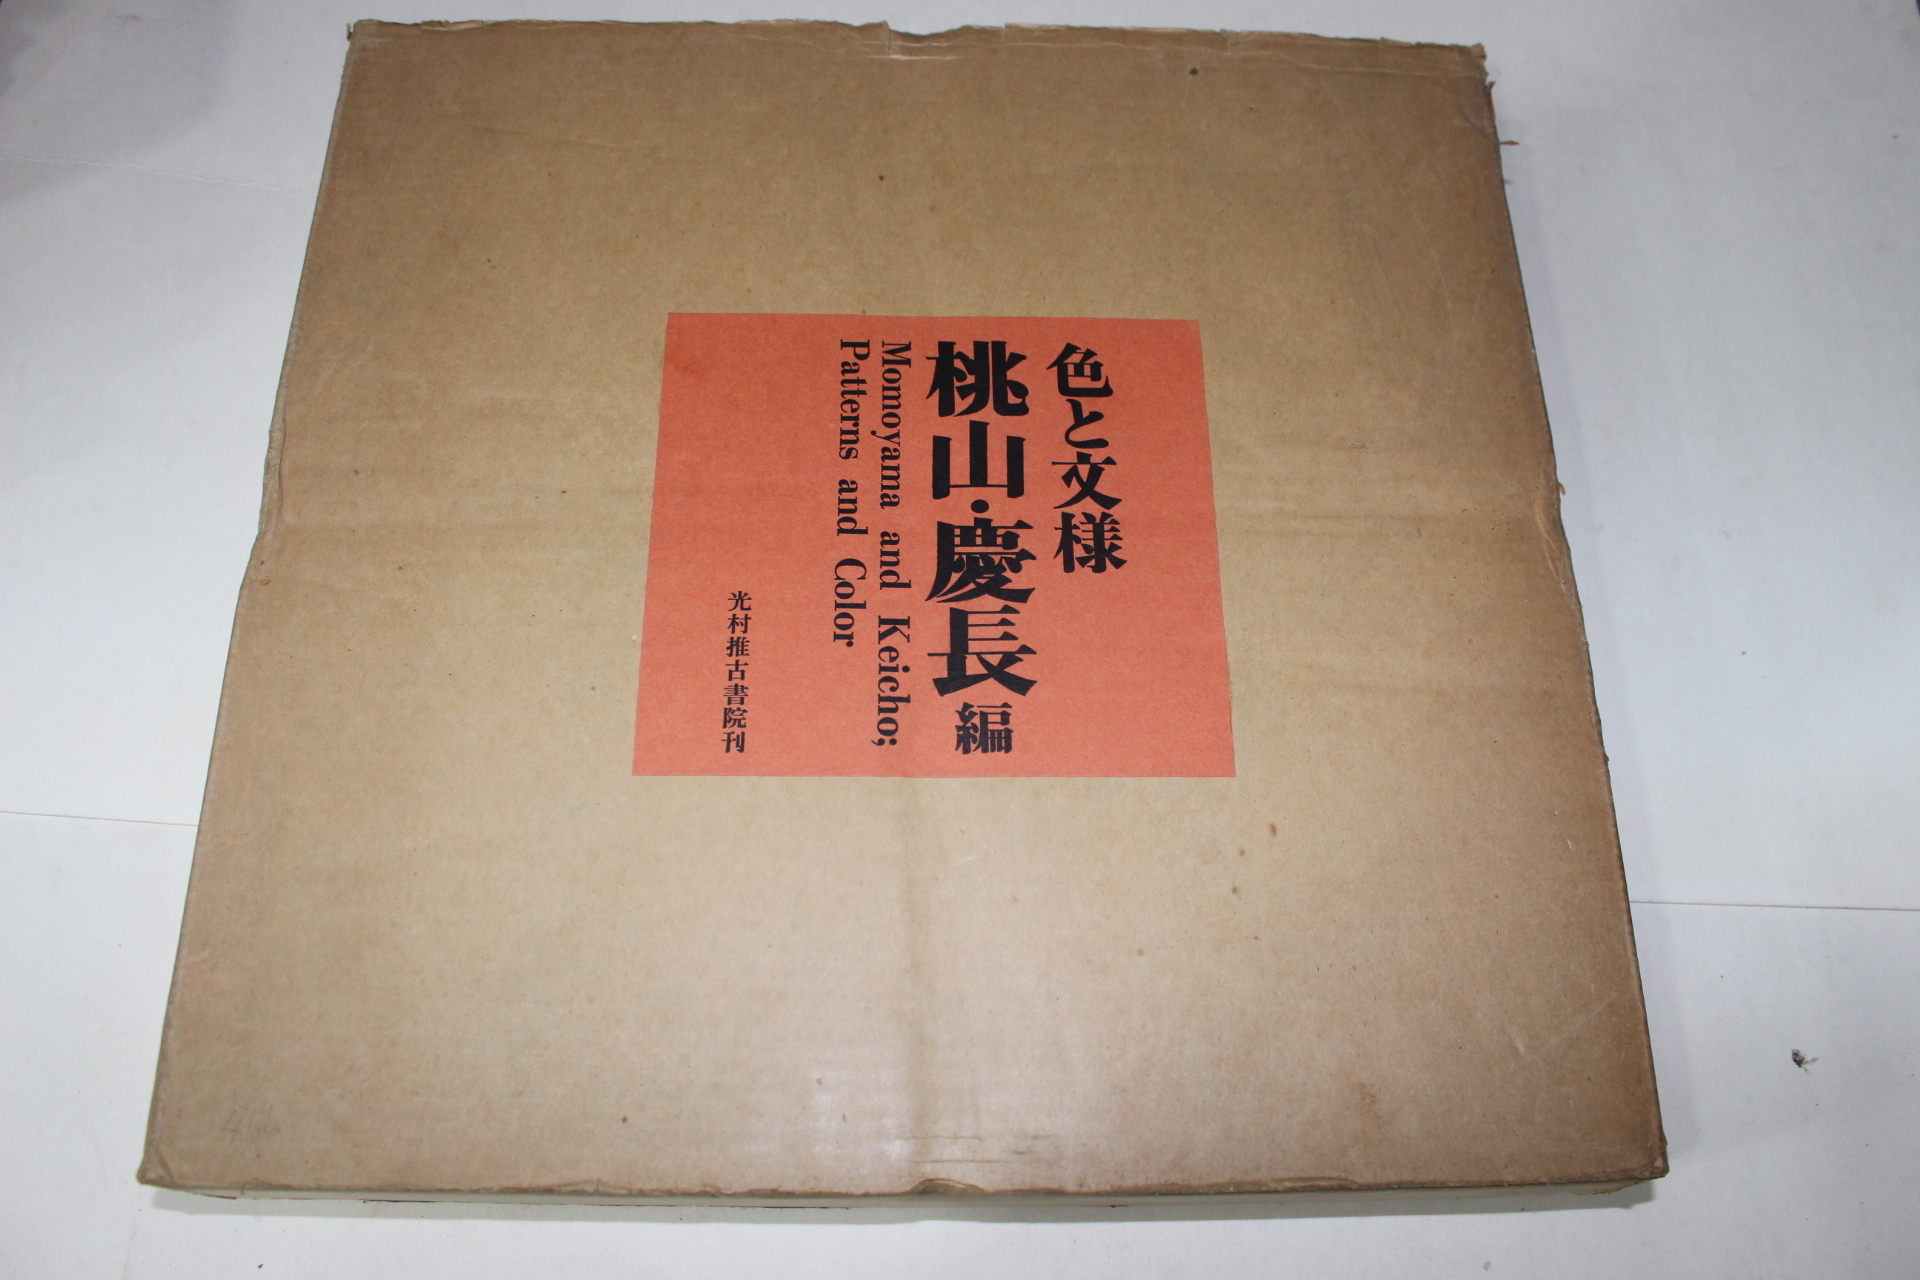 色と文様
桃山・慶長編
Momoyama and Keicho;
Patterns and Color
光村推古書院刊